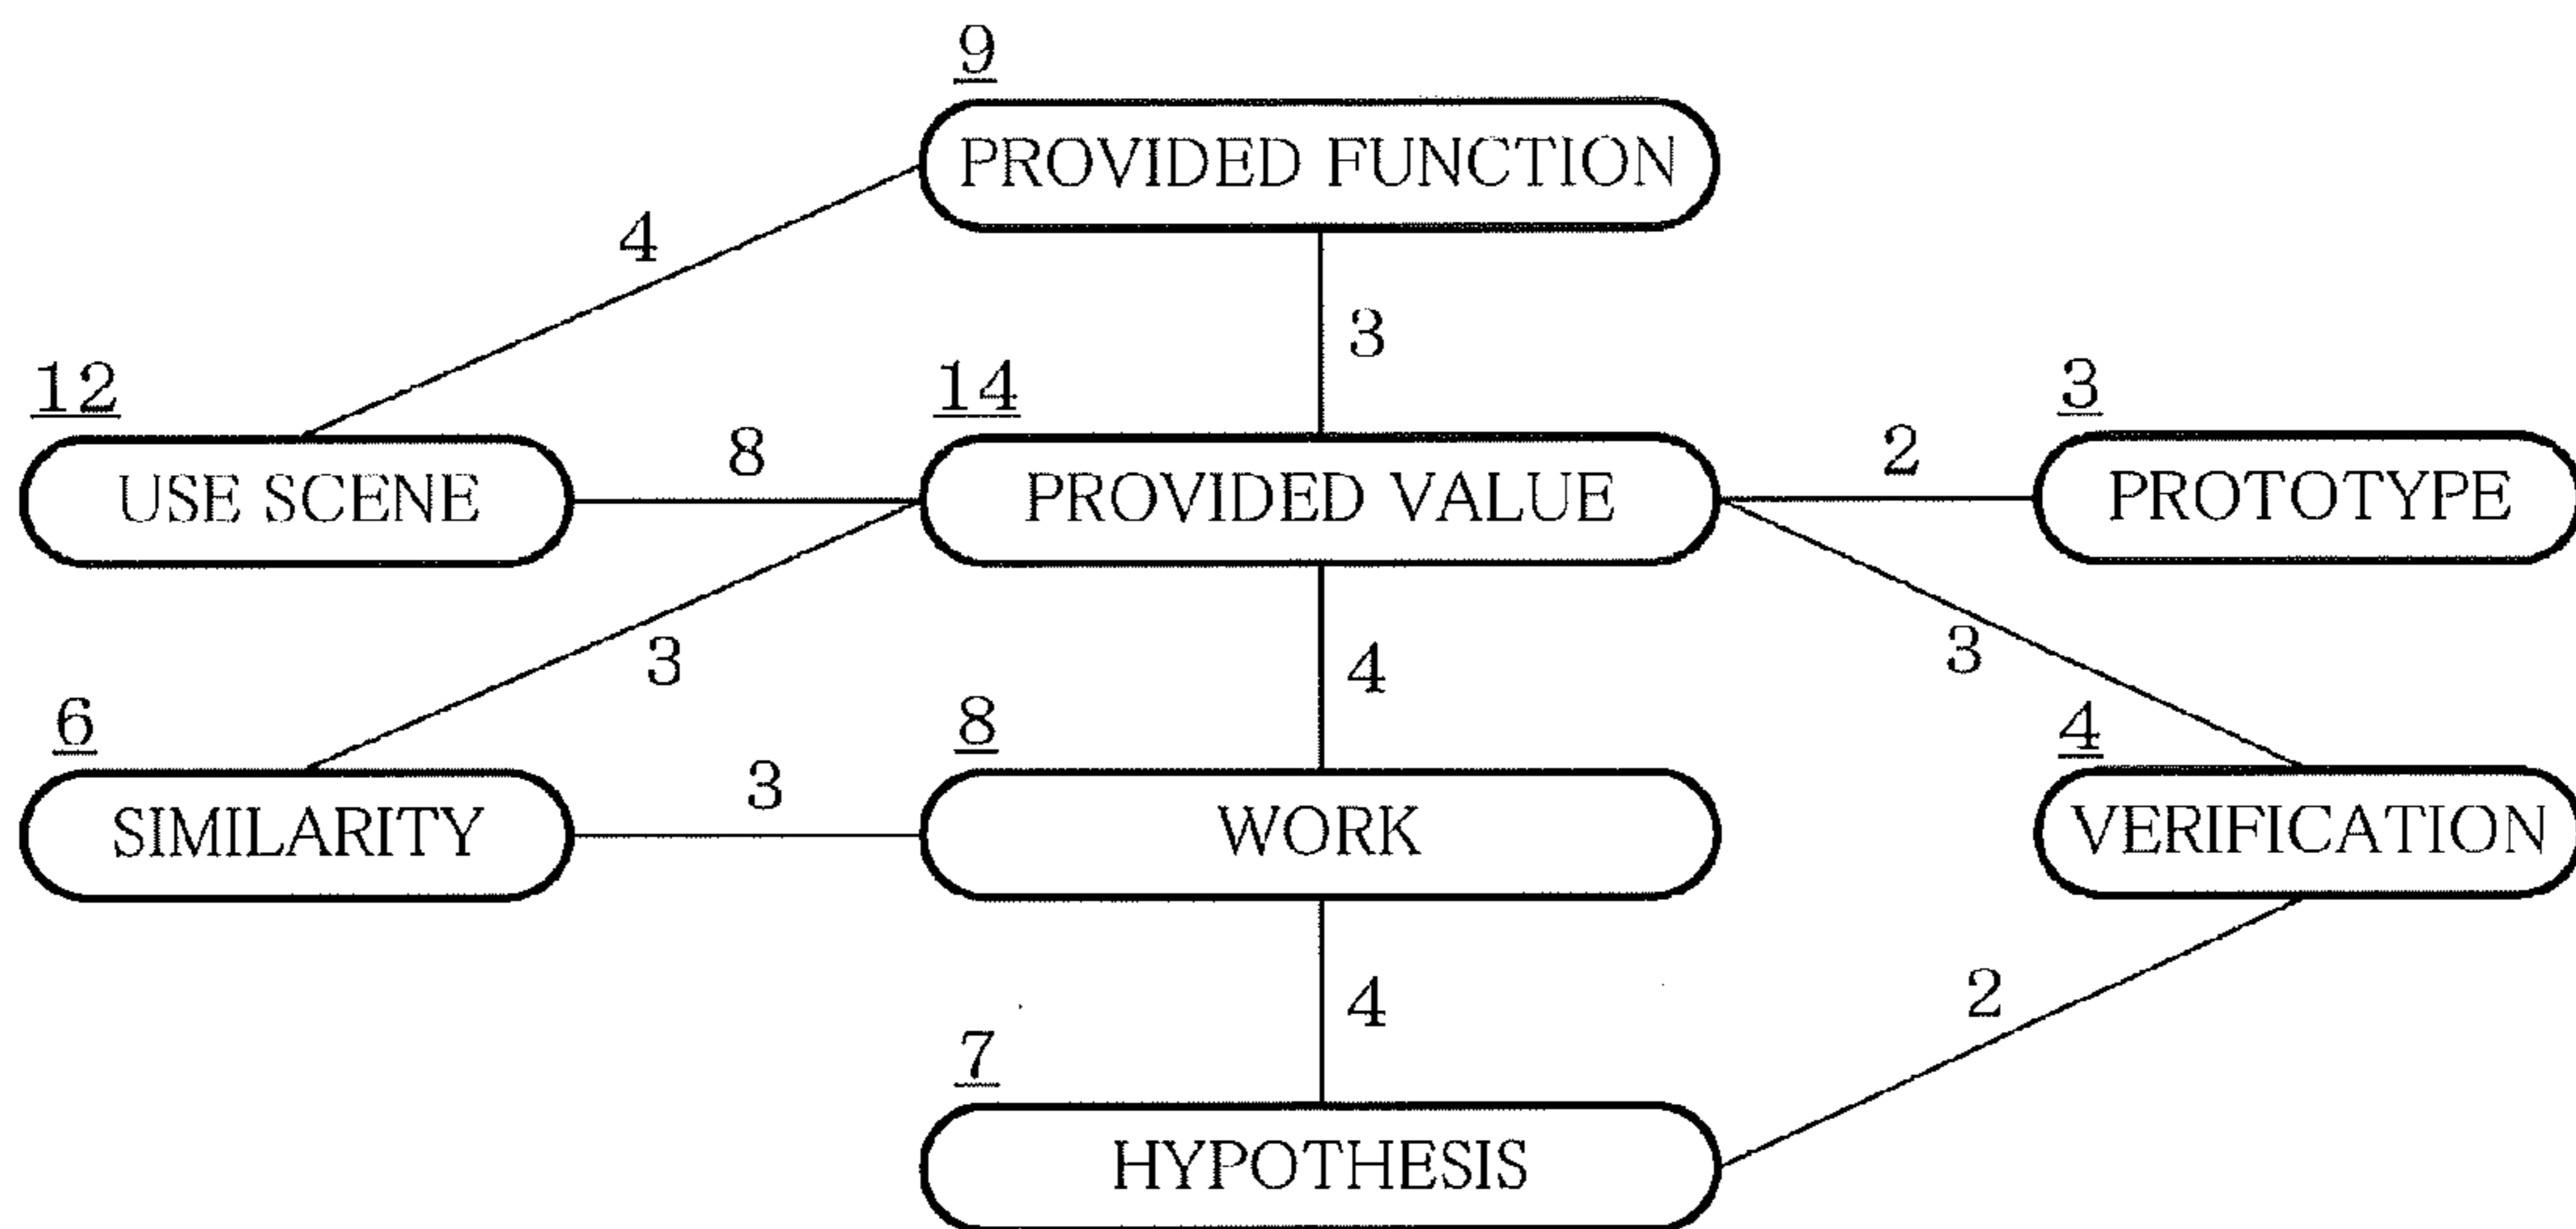 9
PROVIDED FUNCTION
4
3
12
14
3
8
2
USE SCENE
PROVIDED VALUE
PROTOTYPE
3
4
3
6
8
4
3
SIMILARITY
WORK
VERIFICATION
4
2
7
HYPOTHESIS